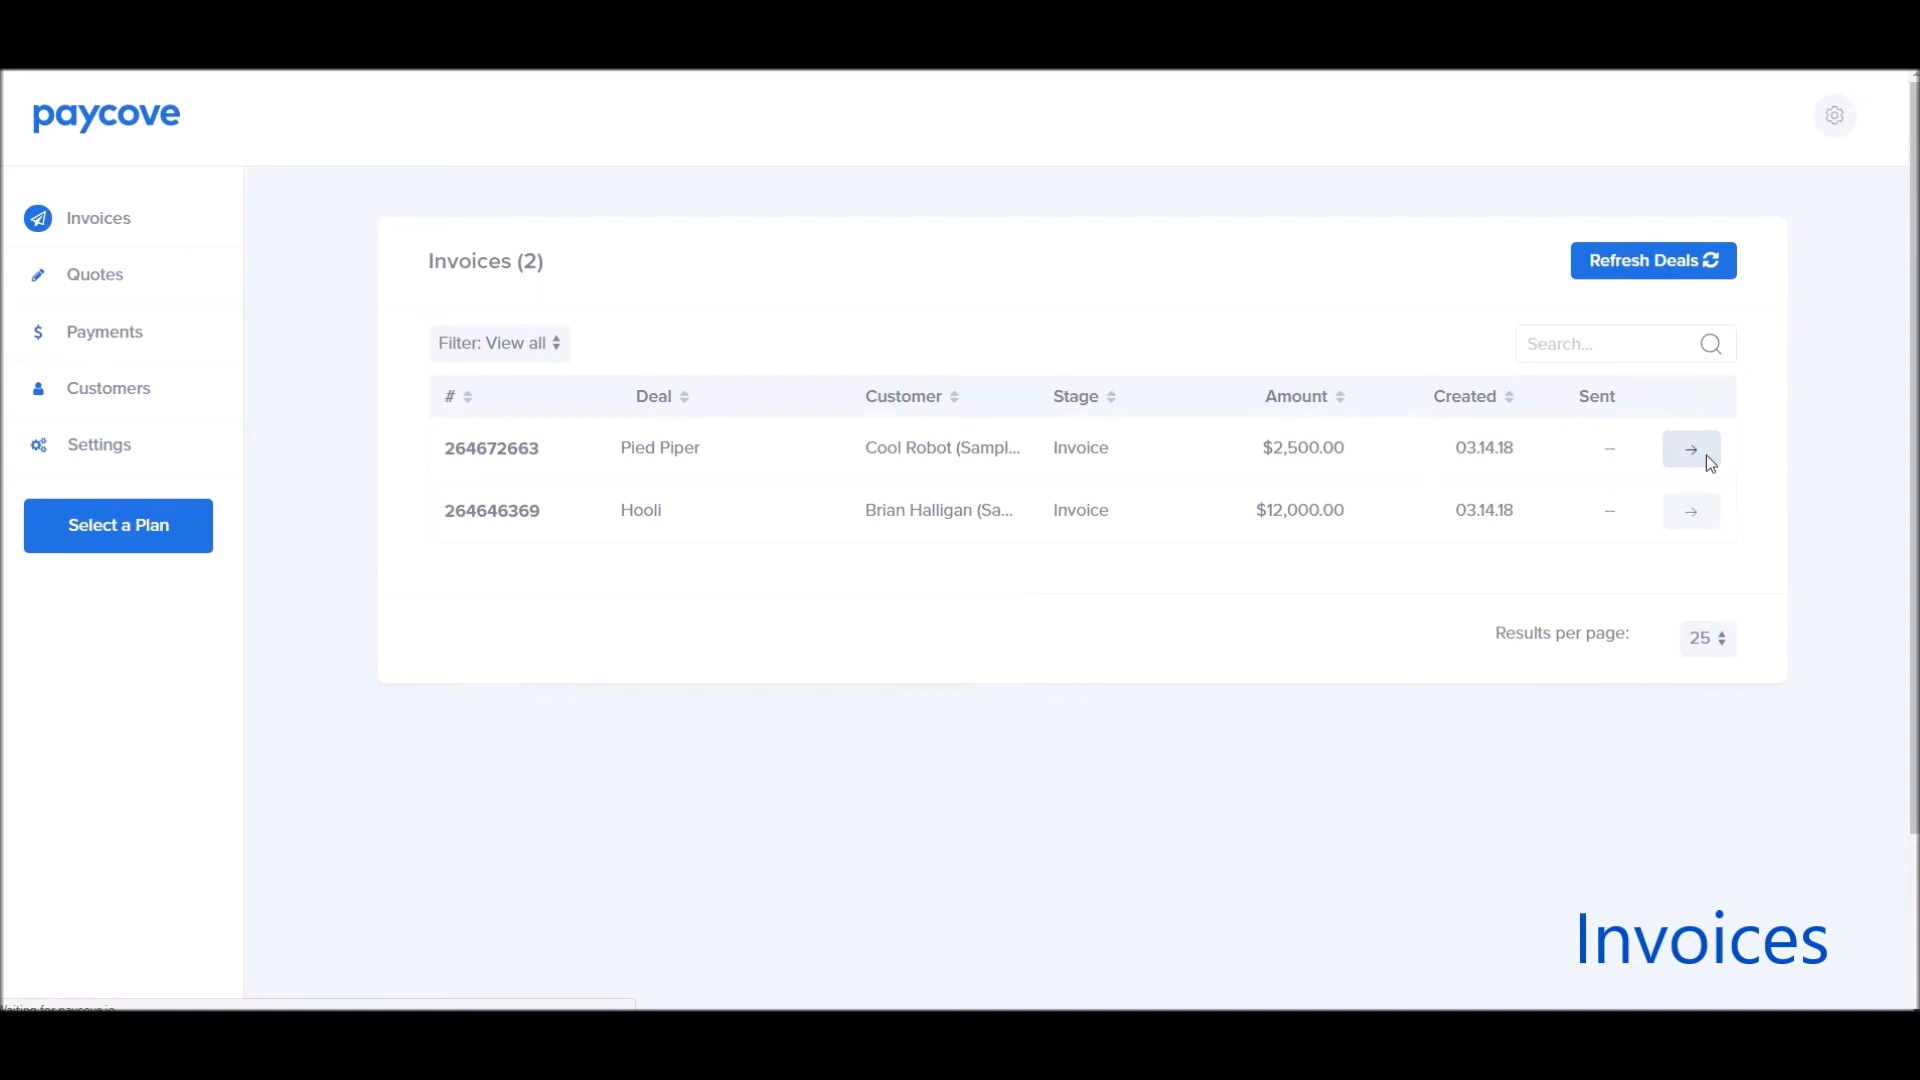 paycove
Invoices
Quotes
$ Payments
Customers
Settings
Select a Plan
Invoices (2)
Refresh Deals
Filter: View all
Search...
# Deal Customer Stage Amount Created Sent
264672663 Pied Piper Cool Robot (Sampl... Invoice $2,500.00 03.14.18 --
264646369 Hooli Brian Halligan (Sa... Invoice $12,000.00 03.14.18 --
Results per page: 25
Invoices